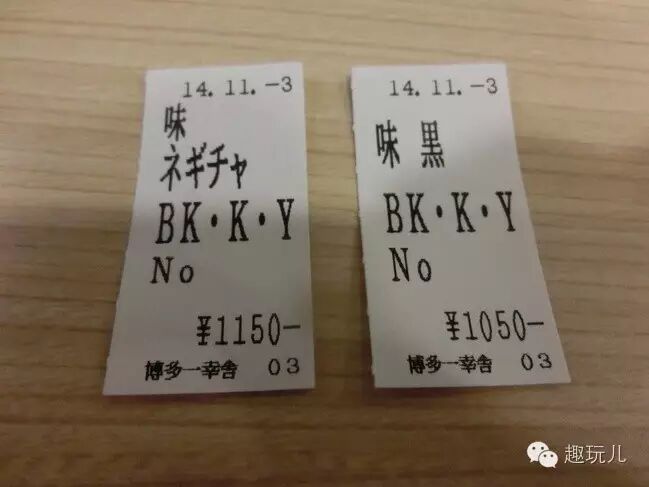 14.11.-3
味
ネギチャ
BK・K・Y
No
¥1150-
博多一幸舎 03
14.11.-3
味 黒
BK・K・Y
No
¥1050-
博多一幸舎 03
趣玩儿